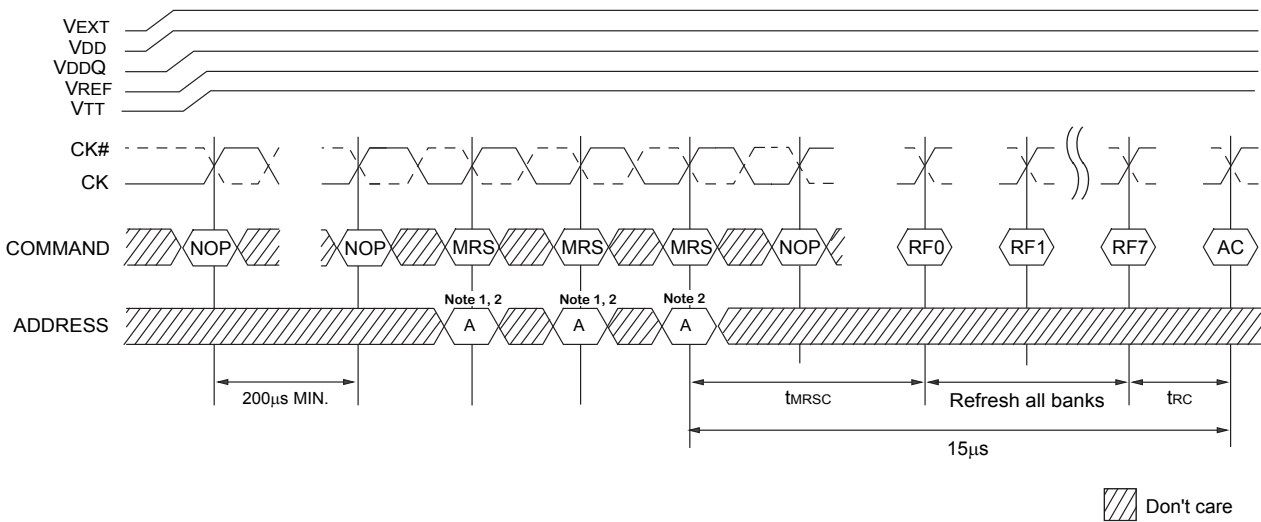 VEXT
VDD
VDDQ
VREF
VTT
CK#
CK
COMMAND NOP NOP MRS MRS MRS NOP RF0 RF1 RF7 AC
Note 1, 2 Note 1, 2 Note 2
ADDRESS A A A
200μs MIN. tMRSC Refresh all banks tRC
15μs
Don't care